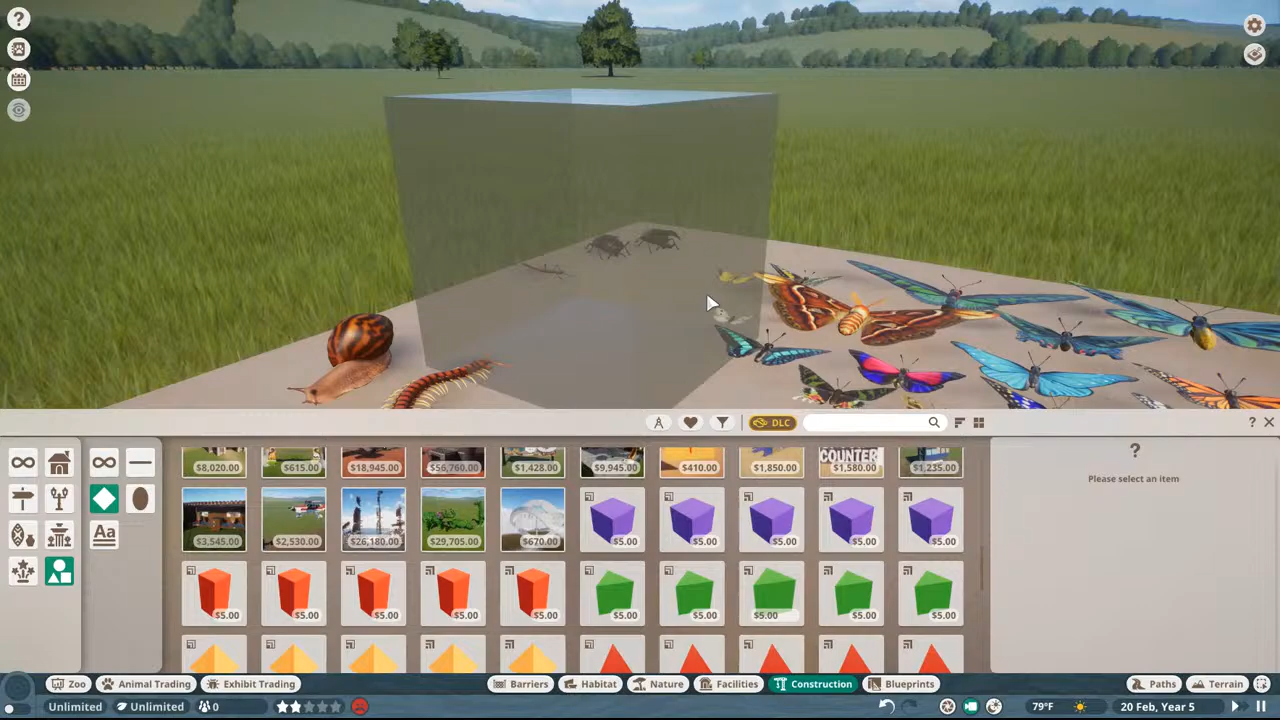 ?
?
DLC
?
Please select an item
$8,020.00
$615.00
$18,945.00
$56,760.00
$1,428.00
$9,945.00
$410.00
$1,850.00
COUNTER
$1,580.00
$1,235.00
$3,545.00
$2,530.00
$26,180.00
$29,705.00
$670.00
$5.00
$5.00
$5.00
$5.00
$5.00
Aa
$5.00
$5.00
$5.00
$5.00
$5.00
$5.00
$5.00
$5.00
$5.00
$5.00
Zoo
Animal Trading
Exhibit Trading
Barriers
Habitat
Nature
Facilities
Construction
Blueprints
Paths
Terrain
Unlimited
Unlimited
0
79°F
20 Feb, Year 5